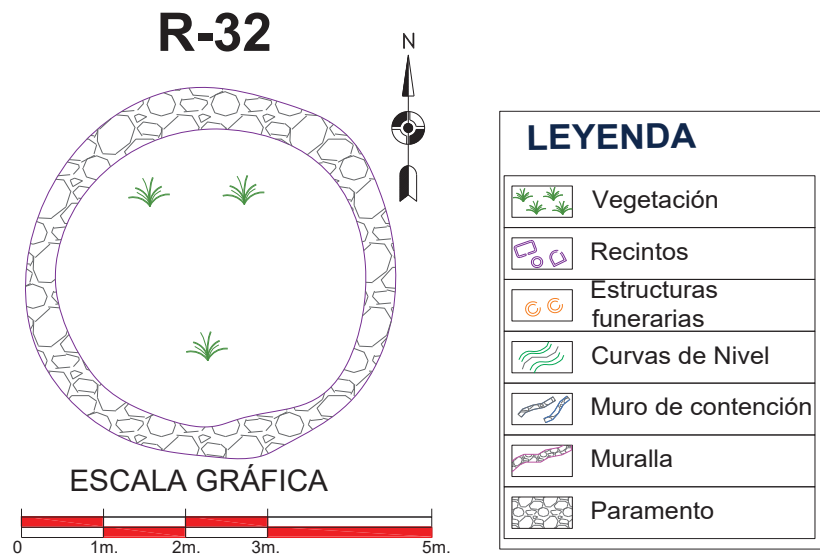 R-32
N
ESCALA GRÁFICA
0 1m. 2m. 3m. 5m.
LEYENDA
Vegetación
Recintos
Estructuras
funerarias
Curvas de Nivel
Muro de contención
Muralla
Paramento